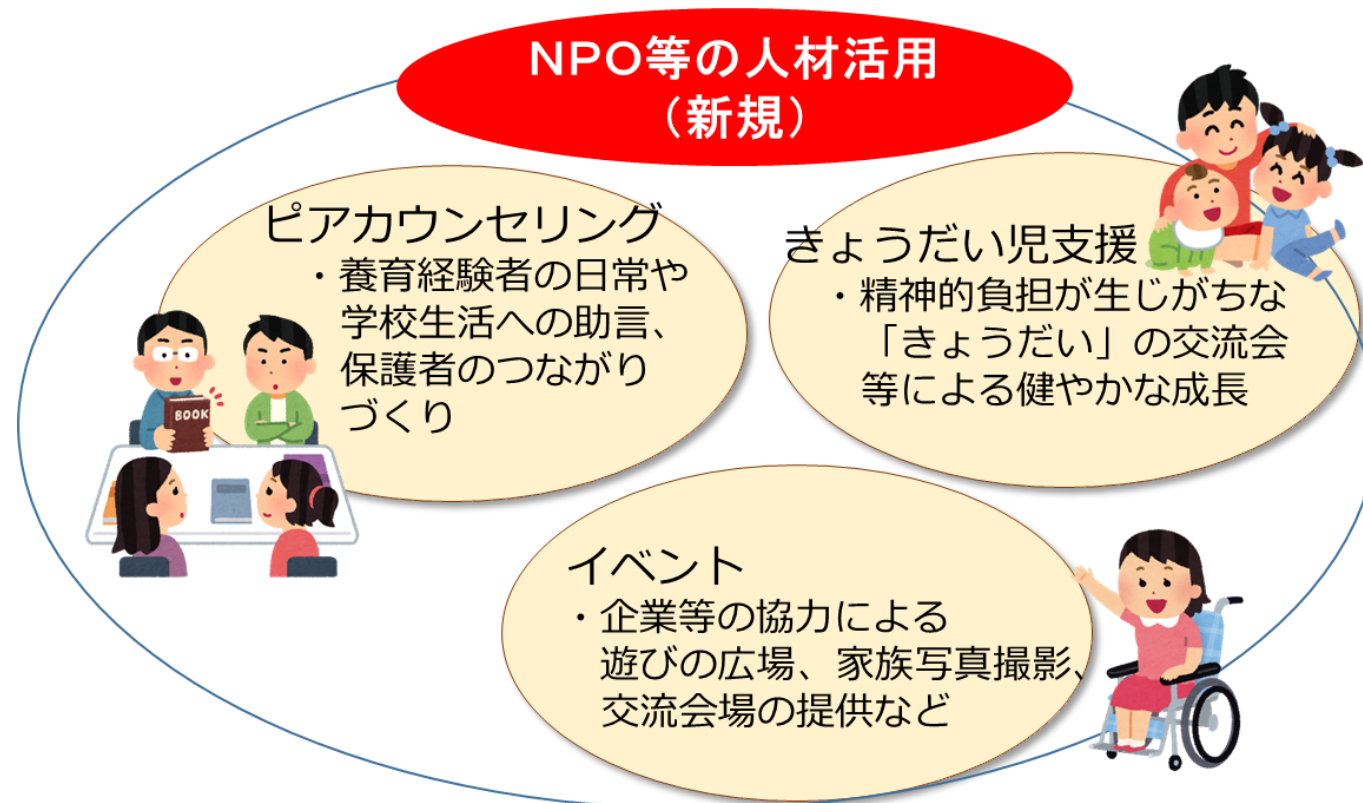 NPO等の人材活用
（新規）
ピアカウンセリング
・養育経験者の日常や
学校生活への助言、
保護者のつながり
づくり
きょうだい児支援
・精神的負担が生じがちな
「きょうだい」の交流会
等による健やかな成長
BOOK
イベント
・企業等の協力による
遊びの広場、家族写真撮影、
交流会場の提供など